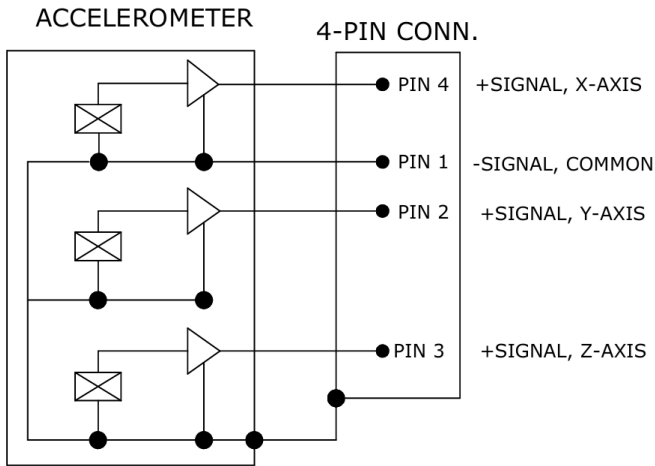 ACCELEROMETER
4-PIN CONN.
PIN 4 +SIGNAL, X-AXIS
PIN 1 -SIGNAL, COMMON
PIN 2 +SIGNAL, Y-AXIS
PIN 3 +SIGNAL, Z-AXIS